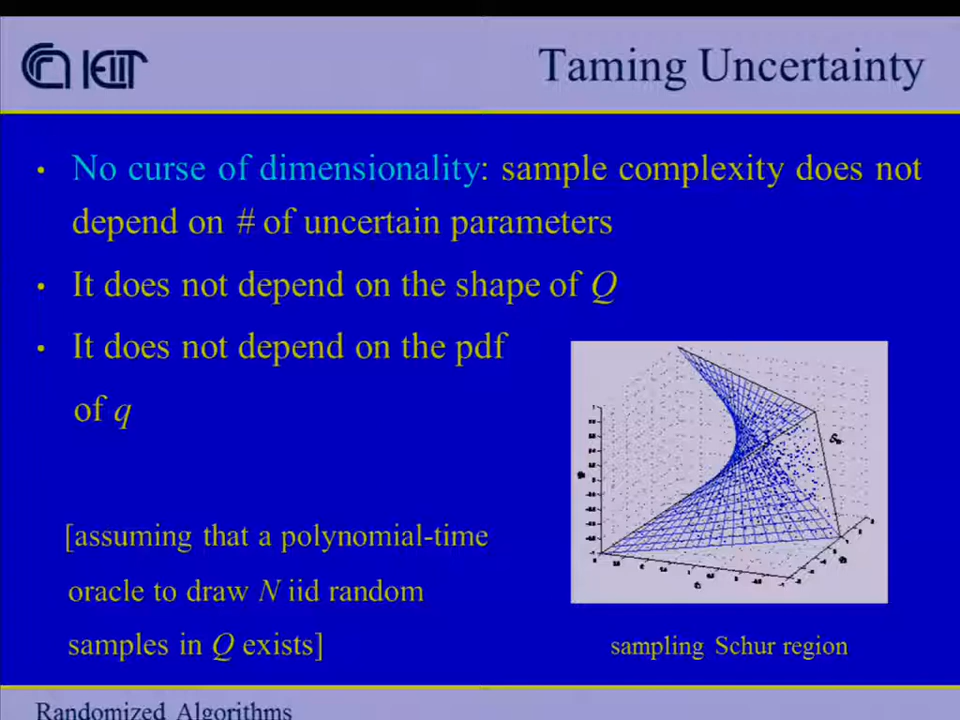 IEIIT
Taming Uncertainty
• No curse of dimensionality: sample complexity does not
depend on # of uncertain parameters
• It does not depend on the shape of Q
• It does not depend on the pdf
of q
[assuming that a polynomial-time
oracle to draw N iid random
samples in Q exists]
sampling Schur region
Randomized Algorithms